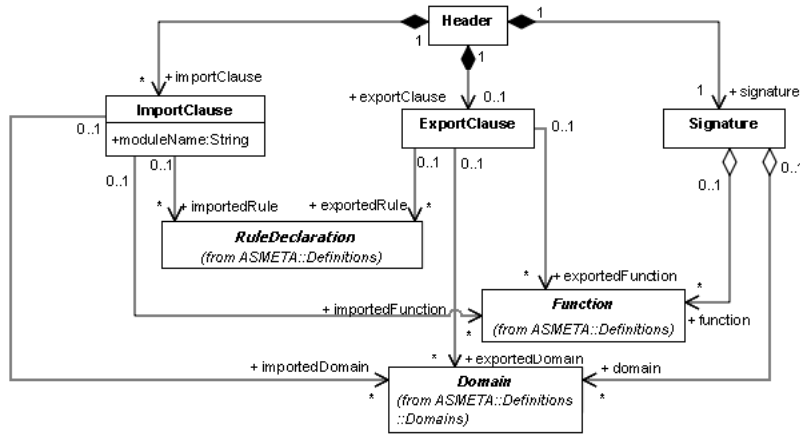 Header
1
1
1
* + importClause
+ exportClause
0..1
1
+ signature
ImportClause
+moduleName:String
ExportClause
Signature
0..1
0..1
0..1
0..1
0..1
0..1
0..1
0..1
* + importedRule
+ exportedRule *
RuleDeclaration
(from ASMETA::Definitions)
* + exportedFunction
*
+ importedFunction
*
Function
(from ASMETA::Definitions)
+ function
+ importedDomain
*
* + exportedDomain
+ domain
*
Domain
(from ASMETA::Definitions
::Domains)